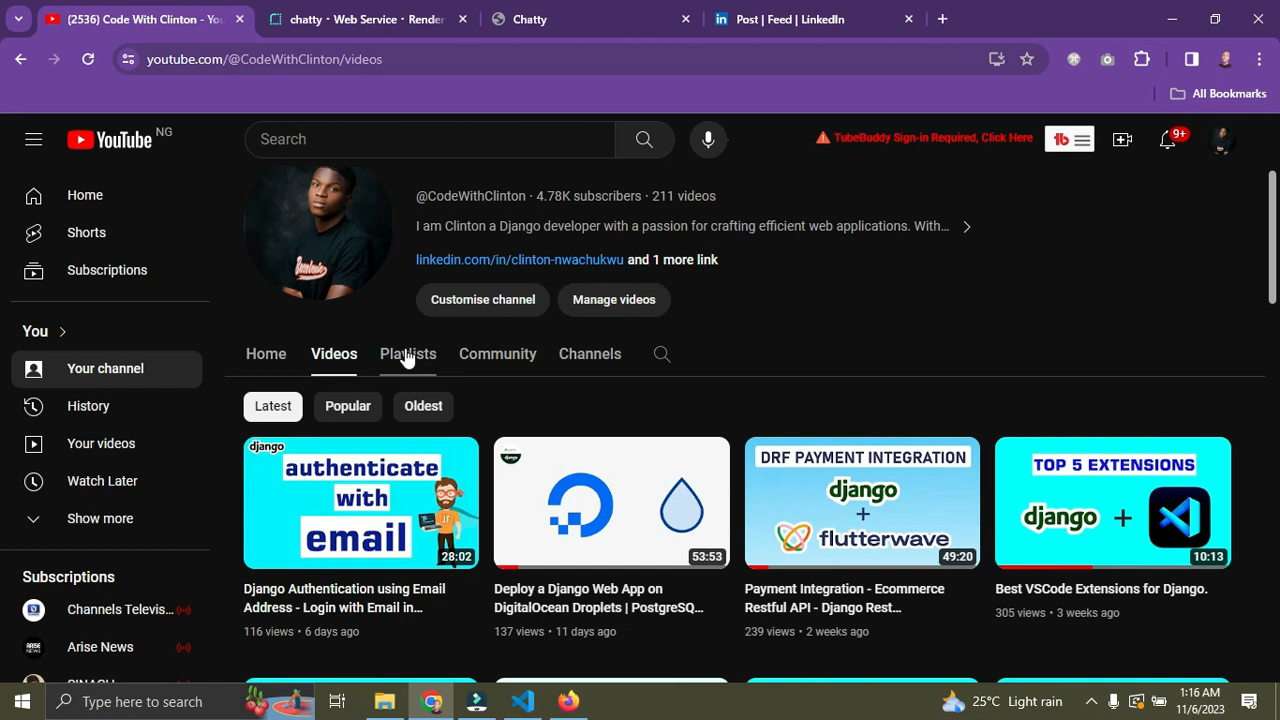 (2536) Code With Clinton - You
chatty · Web Service · Render
Chatty
Post | Feed | LinkedIn
youtube.com/@CodeWithClinton/videos
All Bookmarks
YouTube NG
Search
TubeBuddy Sign-in Required, Click Here
tb
9+
Home
Shorts
Subscriptions
You
Your channel
History
Your videos
Watch Later
Show more
Subscriptions
Channels Televis...
Arise News
@CodeWithClinton · 4.78K subscribers · 211 videos
I am Clinton a Django developer with a passion for crafting efficient web applications. With...
linkedin.com/in/clinton-nwachukwu and 1 more link
Customise channel
Manage videos
Home
Videos
Playlists
Community
Channels
Latest
Popular
Oldest
django
authenticate
with
email
28:02
Django Authentication using Email
Address - Login with Email in...
116 views · 6 days ago
53:53
Deploy a Django Web App on
DigitalOcean Droplets | PostgreSQ...
137 views · 11 days ago
DRF PAYMENT INTEGRATION
django
+
flutterwave
49:20
Payment Integration - Ecommerce
Restful API - Django Rest...
239 views · 2 weeks ago
TOP 5 EXTENSIONS
django +
10:13
Best VSCode Extensions for Django.
305 views · 3 weeks ago
Type here to search
25°C Light rain
1:16 AM
11/6/2023